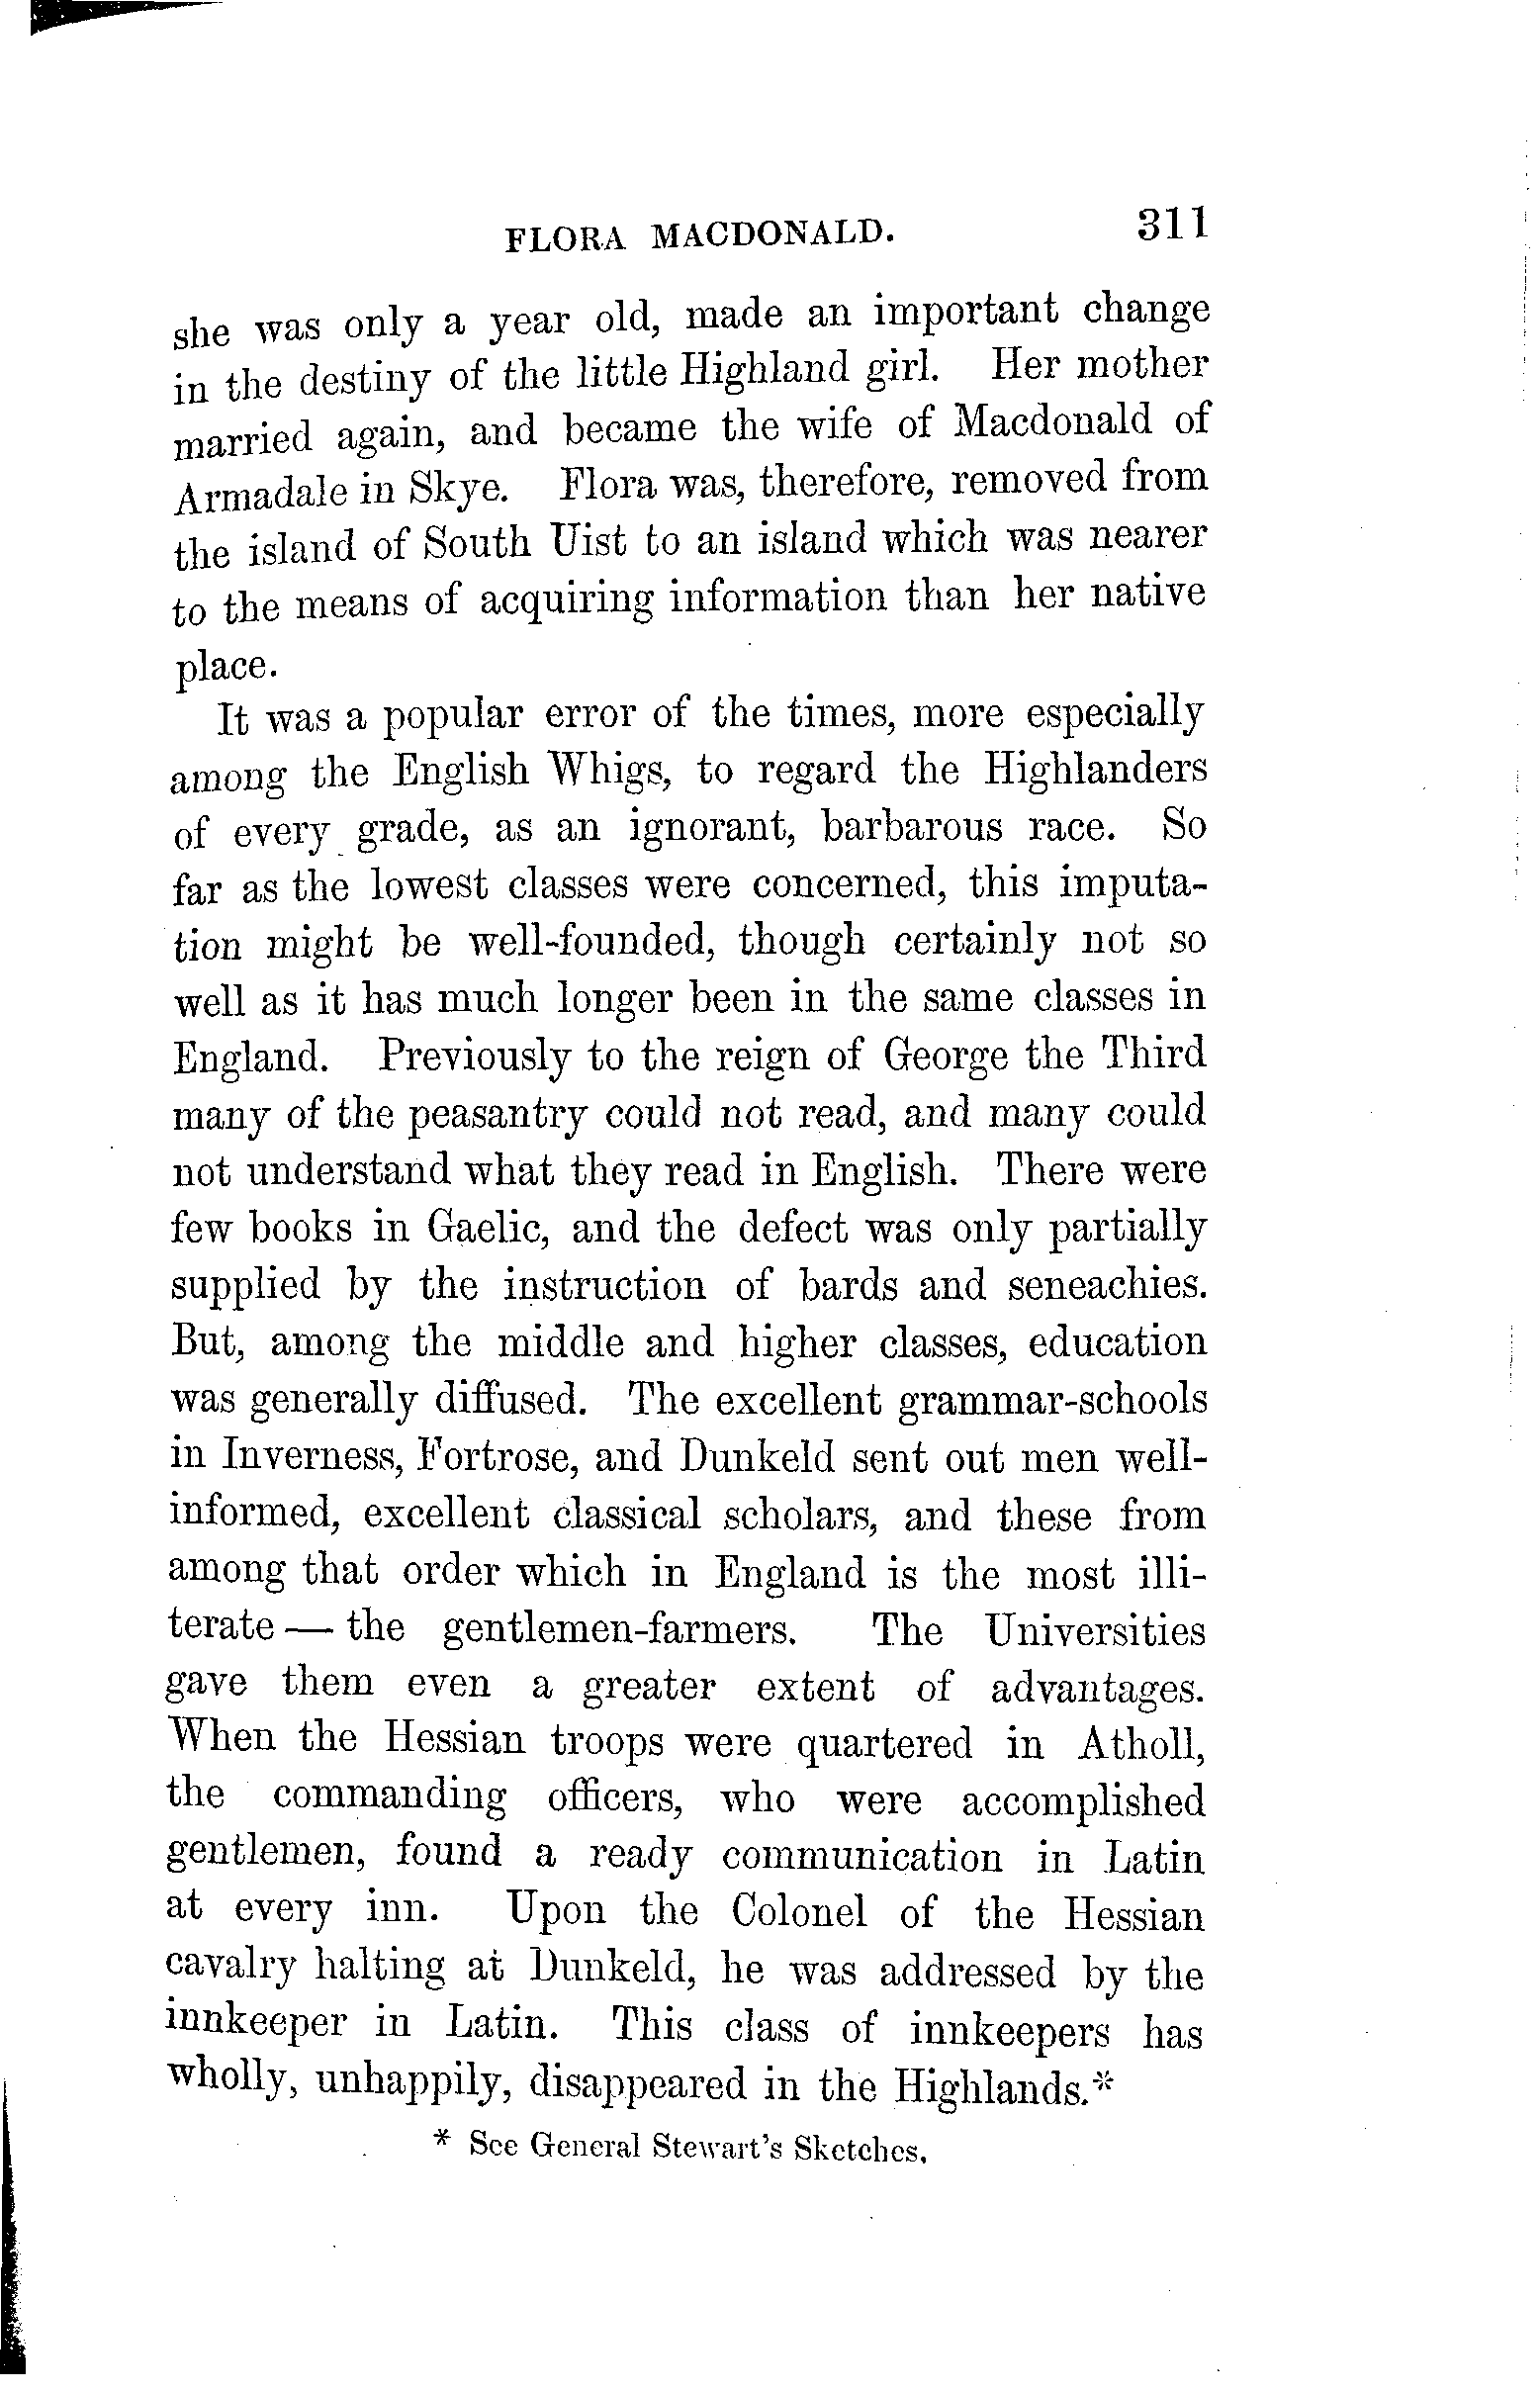 FLORA MACDONALD. 311
she was only a year old, made an important change
in the destiny of the little Highland girl. Her mother
married again, and became the wife of Macdonald of
Armadale in Skye. Flora was, therefore, removed from
the island of South Uist to an island which was nearer
to the means of acquiring information than her native
place.
It was a popular error of the times, more especially
among the English Whigs, to regard the Highlanders
of every grade, as an ignorant, barbarous race. So
far as the lowest classes were concerned, this imputa-
tion might be well-founded, though certainly not so
well as it has much longer been in the same classes in
England. Previously to the reign of George the Third
many of the peasantry could not read, and many could
not understand what they read in English. There were
few books in Gaelic, and the defect was only partially
supplied by the instruction of bards and seneachies.
But, among the middle and higher classes, education
was generally diffused. The excellent grammar-schools
in Inverness, Fortrose, and Dunkeld sent out men well-
informed, excellent classical scholars, and these from
among that order which in England is the most illi-
terate — the gentlemen-farmers. The Universities
gave them even a greater extent of advantages.
When the Hessian troops were quartered in Atholl,
the commanding officers, who were accomplished
gentlemen, found a ready communication in Latin
at every inn. Upon the Colonel of the Hessian
cavalry halting at Dunkeld, he was addressed by the
innkeeper in Latin. This class of innkeepers has
wholly, unhappily, disappeared in the Highlands.*
* See General Stewart's Sketches.